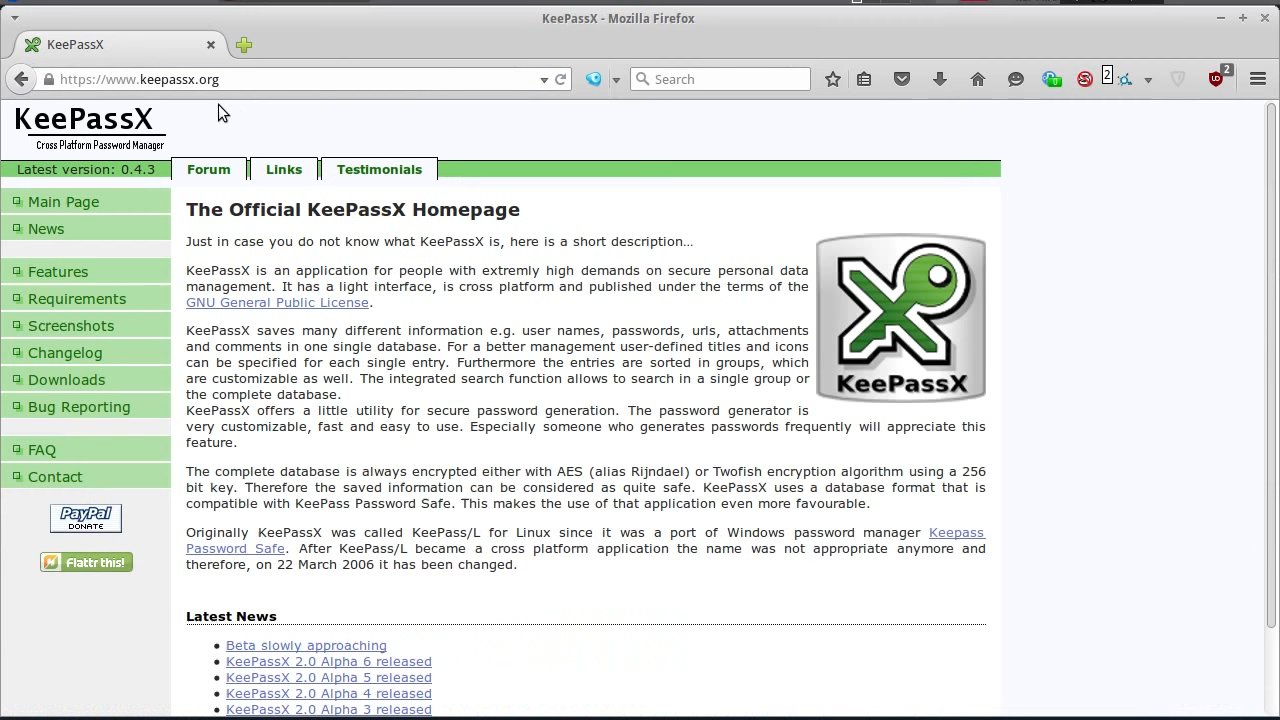 KeePassX - Mozilla Firefox
KeePassX
https://www.keepassx.org
Search
0
2
2
KeePassX
Cross Platform Password Manager
Latest version: 0.4.3
Forum
Links
Testimonials
Main Page
News
Features
Requirements
Screenshots
Changelog
Downloads
Bug Reporting
FAQ
Contact
PayPal
DONATE
Flattr this!
The Official KeePassX Homepage
Just in case you do not know what KeePassX is, here is a short description...
KeePassX is an application for people with extremly high demands on secure personal data
management. It has a light interface, is cross platform and published under the terms of the
GNU General Public License.
KeePassX saves many different information e.g. user names, passwords, urls, attachments
and comments in one single database. For a better management user-defined titles and icons
can be specified for each single entry. Furthermore the entries are sorted in groups, which
are customizable as well. The integrated search function allows to search in a single group or
the complete database.
KeePassX offers a little utility for secure password generation. The password generator is
very customizable, fast and easy to use. Especially someone who generates passwords frequently will appreciate this
feature.
KeePassX
The complete database is always encrypted either with AES (alias Rijndael) or Twofish encryption algorithm using a 256
bit key. Therefore the saved information can be considered as quite safe. KeePassX uses a database format that is
compatible with KeePass Password Safe. This makes the use of that application even more favourable.
Originally KeePassX was called KeePass/L for Linux since it was a port of Windows password manager Keepass
Password Safe. After KeePass/L became a cross platform application the name was not appropriate anymore and
therefore, on 22 March 2006 it has been changed.
Latest News
Beta slowly approaching
KeePassX 2.0 Alpha 6 released
KeePassX 2.0 Alpha 5 released
KeePassX 2.0 Alpha 4 released
KeePassX 2.0 Alpha 3 released